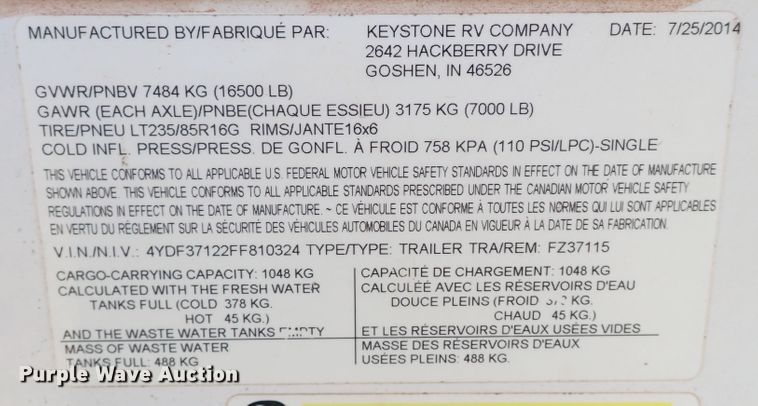 MANUFACTURED BY/FABRIQUÉ PAR: KEYSTONE RV COMPANY DATE: 7/25/2014
2642 HACKBERRY DRIVE
GOSHEN, IN 46526
GVWR/PNBV 7484 KG (16500 LB)
GAWR (EACH AXLE)/PNBE(CHAQUE ESSIEU) 3175 KG (7000 LB)
TIRE/PNEU LT235/85R16G RIMS/JANTE16x6
COLD INFL. PRESS/PRESS. DE GONFL. À FROID 758 KPA (110 PSI/LPC)-SINGLE
THIS VEHICLE CONFORMS TO ALL APPLICABLE U.S. FEDERAL MOTOR VEHICLE SAFETY STANDARDS IN EFFECT ON THE DATE OF MANUFACTURE
SHOWN ABOVE. THIS VEHICLE CONFORMS TO ALL APPLICABLE STANDARDS PRESCRIBED UNDER THE CANADIAN MOTOR VEHICLE SAFETY
REGULATIONS IN EFFECT ON THE DATE OF MANUFACTURE. ~ CE VÉHICULE EST CONFORME À TOUTES LES NORMES QUI LUI SONT APPLICABLES
EN VERTU DU RÈGLEMENT SUR LA SÉCURITÉ DES VÉHICULES AUTOMOBILES DU CANADA EN VIGUEUR À LA DATE DE SA FABRICATION.
V.I.N./N.I.V.: 4YDF37122FF810324 TYPE/TYPE: TRAILER TRA/REM: FZ37115
CARGO-CARRYING CAPACITY: 1048 KG
CALCULATED WITH THE FRESH WATER
TANKS FULL (COLD 378 KG.
HOT 45 KG.)
AND THE WASTE WATER TANKS EMPTY
MASS OF WASTE WATER
TANKS FULL: 488 KG
CAPACITÉ DE CHARGEMENT: 1048 KG
CALCULÉE AVEC LES RÉSERVOIRS D'EAU
DOUCE PLEINS (FROID KG.
CHAUD 45 KG.)
ET LES RÉSERVOIRS D'EAUX USÉES VIDES
MASSE DES RÉSERVOIRS D'EAUX
USÉES PLEINS: 488 KG.
Purple Wave Auction